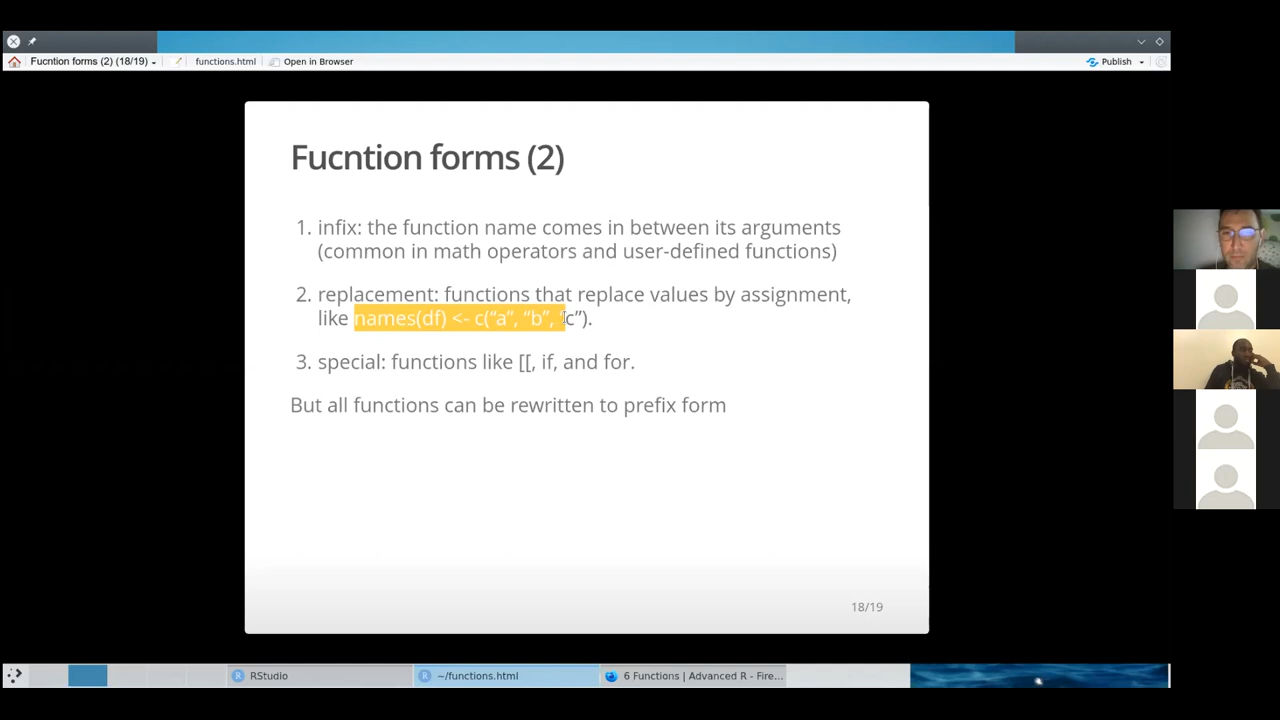 Fucntion forms (2) (18/19)
functions.html
Open in Browser
Publish
Fucntion forms (2)
1. infix: the function name comes in between its arguments
(common in math operators and user-defined functions)
2. replacement: functions that replace values by assignment,
like names(df) <- c(“a”, “b”, “c”).
3. special: functions like [[, if, and for.
But all functions can be rewritten to prefix form
18/19
RStudio
~/functions.html
6 Functions | Advanced R - Fire...